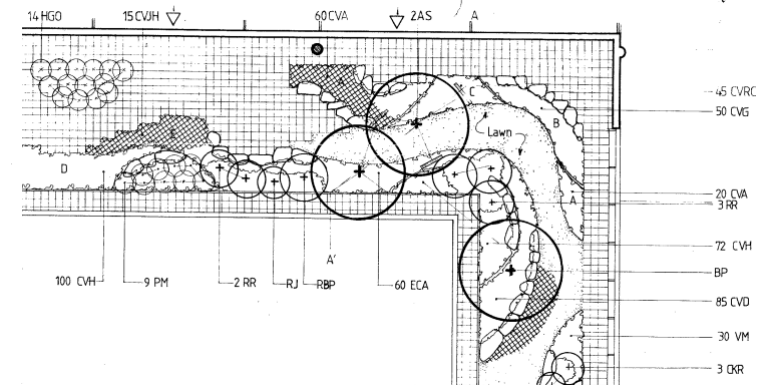 14 HGO 15 CVJH 60 CVA 2AS A
45 CVRC
50 CVG
C
B
Lawn
E
D
A
20 CVA
3 RR
72 CVH
A'
BP
100 CVH 9 PM 2 RR RJ RBP 60 ECA
85 CVD
30 VM
3 CKR